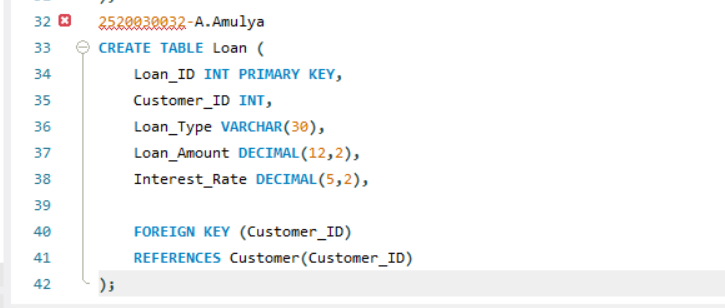 32 2520030032-A.Amulya
33 CREATE TABLE Loan (
34 Loan_ID INT PRIMARY KEY,
35 Customer_ID INT,
36 Loan_Type VARCHAR(30),
37 Loan_Amount DECIMAL(12,2),
38 Interest_Rate DECIMAL(5,2),
39
40 FOREIGN KEY (Customer_ID)
41 REFERENCES Customer(Customer_ID)
42 );